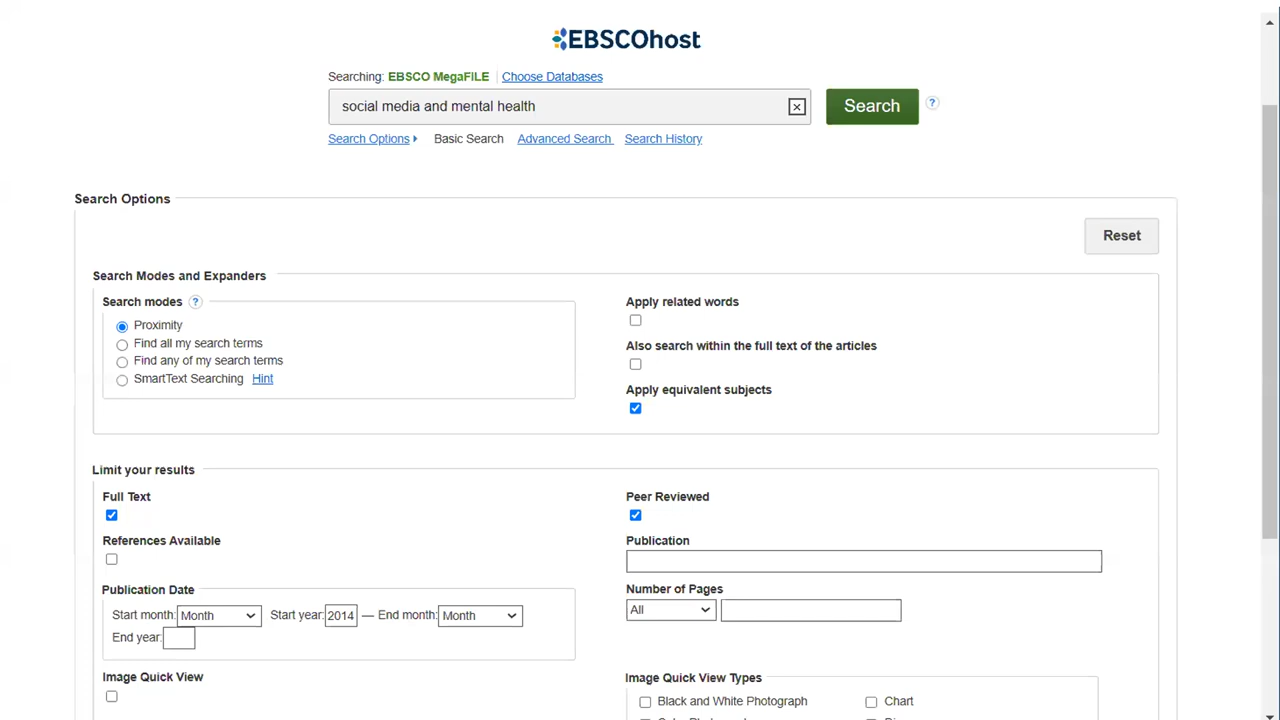 EBSCOhost
Searching: EBSCO MegaFILE Choose Databases
social media and mental health
Search ?
Search Options Basic Search Advanced Search Search History
Search Options
Reset
Search Modes and Expanders
Search modes ?
Proximity
Find all my search terms
Find any of my search terms
SmartText Searching Hint
Apply related words
Also search within the full text of the articles
Apply equivalent subjects
Limit your results
Full Text
Peer Reviewed
References Available
Publication
Publication Date
Start month: Month Start year: 2014 — End month: Month
End year:
Number of Pages
All
Image Quick View
Image Quick View Types
Black and White Photograph
Chart